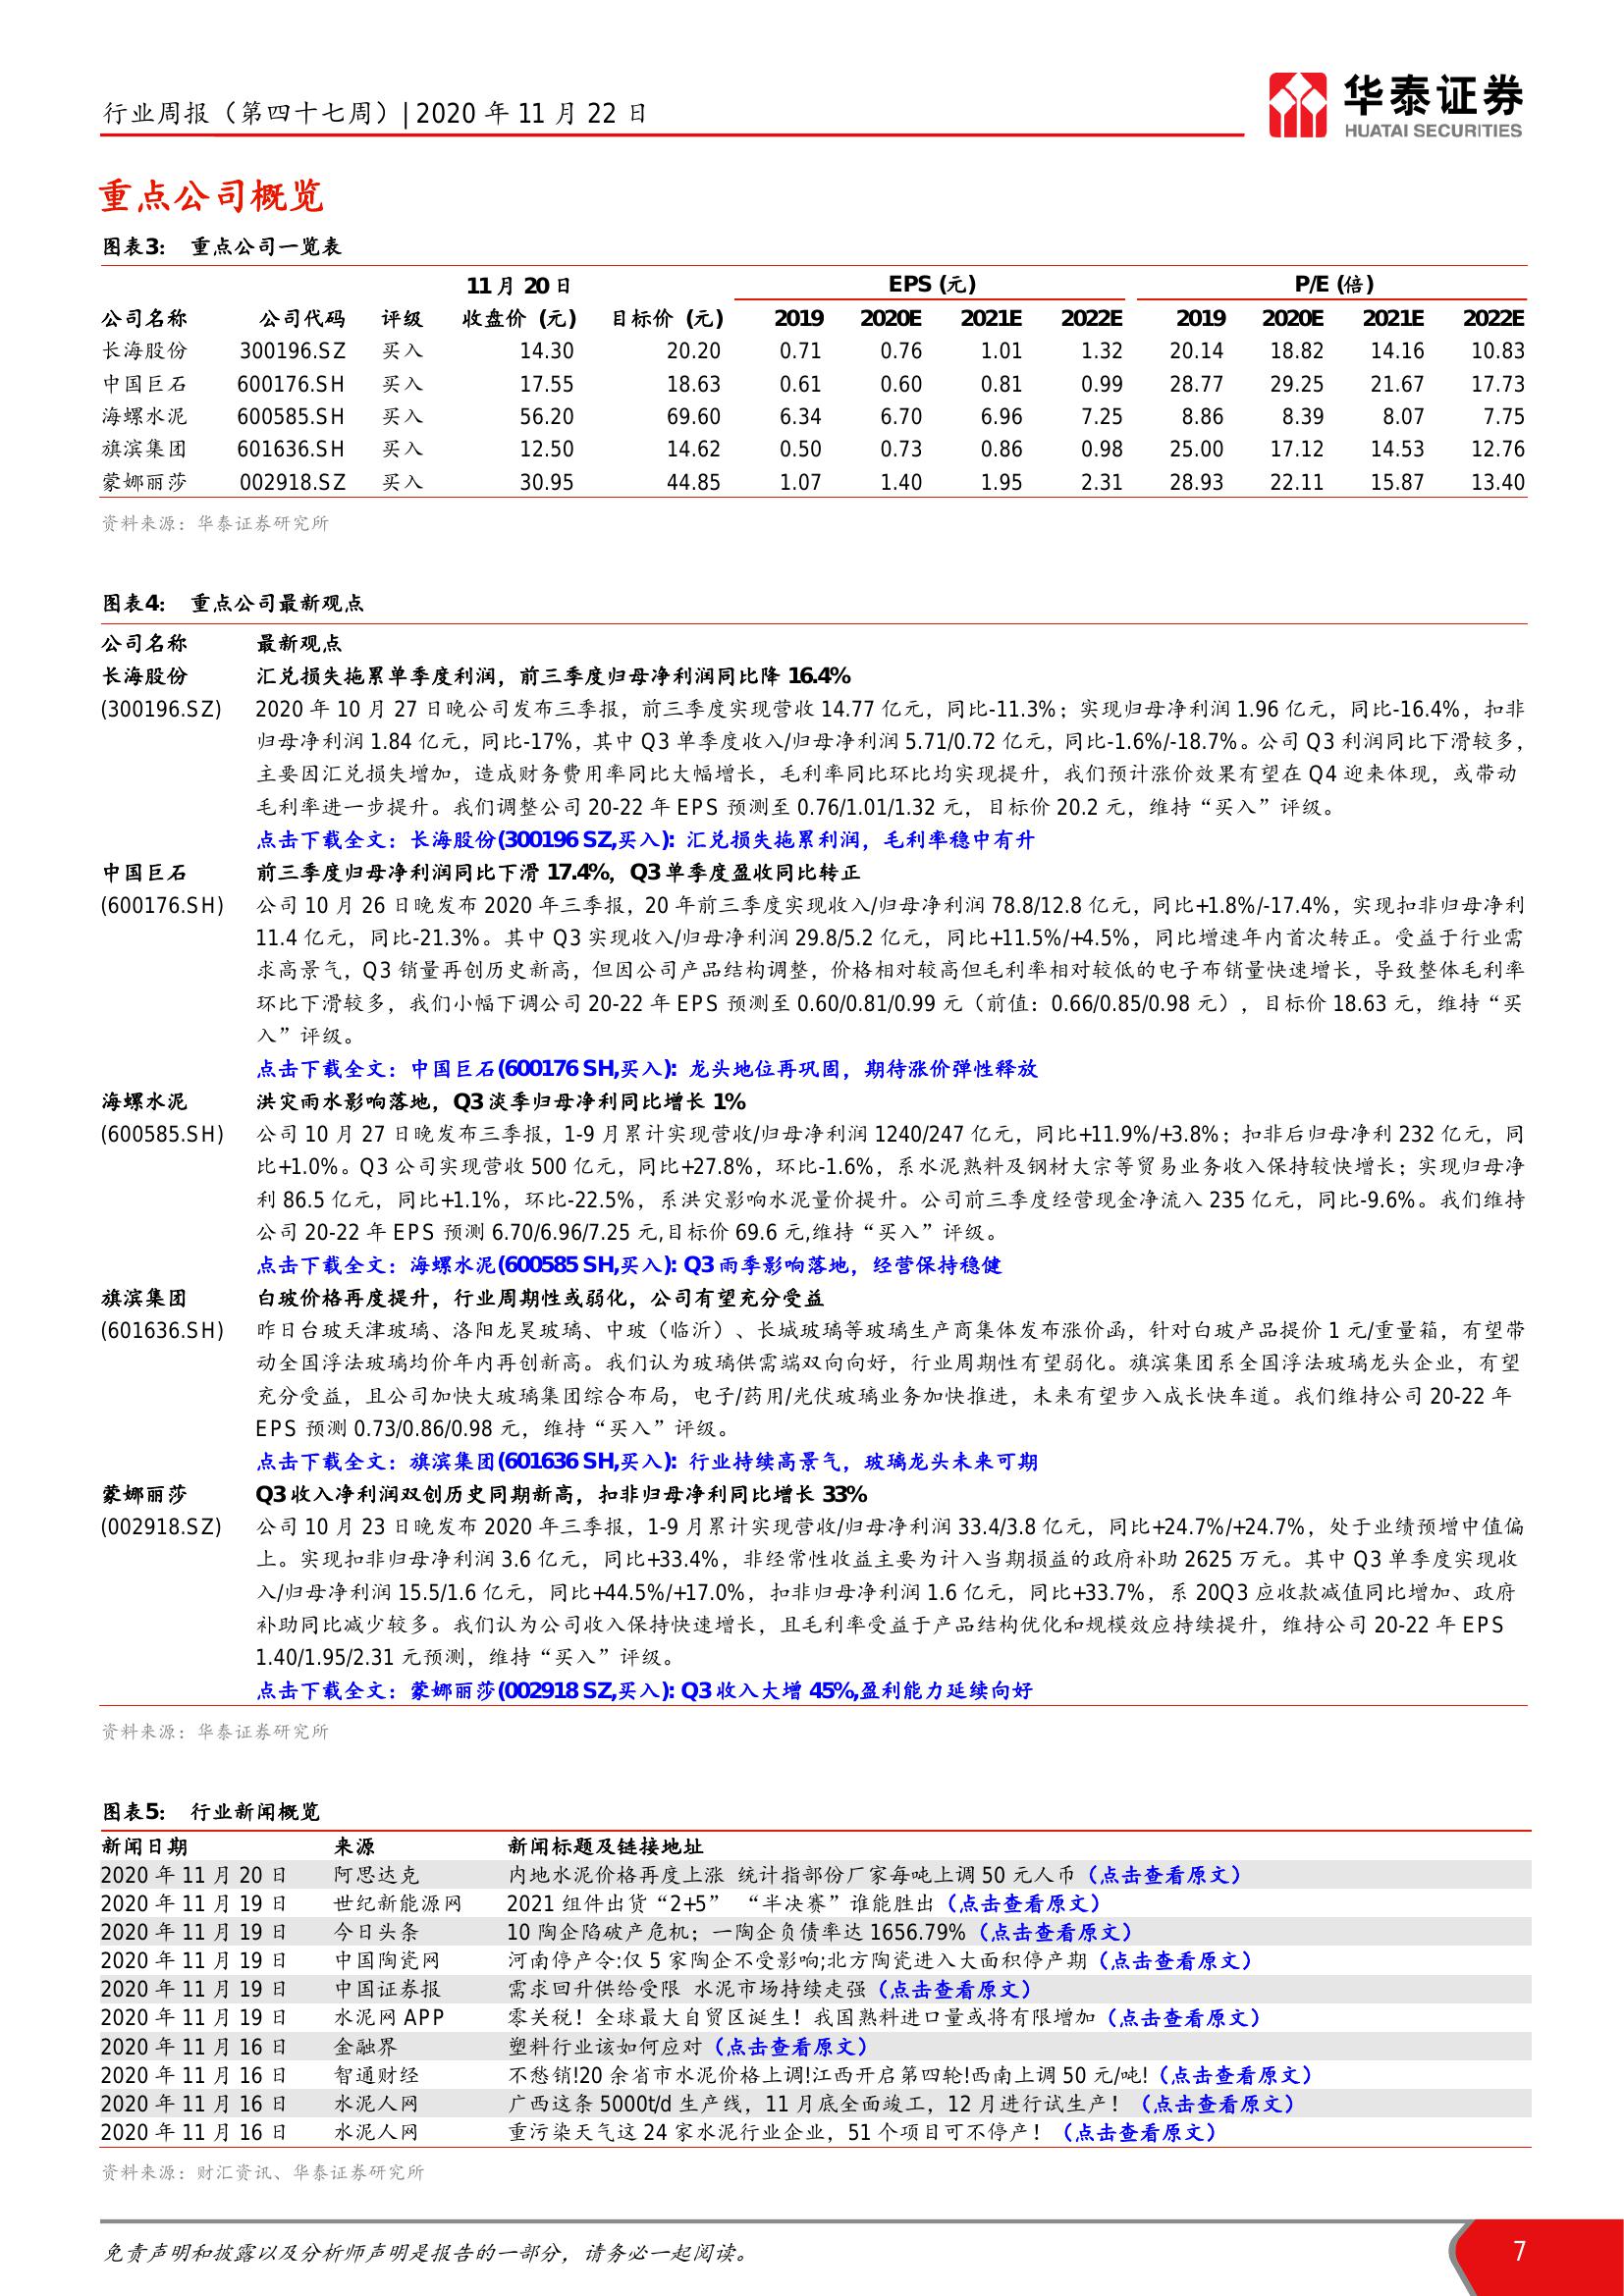 行业周报（第四十七周）| 2020 年 11 月 22 日
华泰证券
HUATAI SECURITIES
重点公司概览
图表3： 重点公司一览表
11 月 20 日 EPS (元) P/E (倍)
公司名称 公司代码 评级 收盘价 (元) 目标价 (元) 2019 2020E 2021E 2022E 2019 2020E 2021E 2022E
长海股份 300196.SZ 买入 14.30 20.20 0.71 0.76 1.01 1.32 20.14 18.82 14.16 10.83
中国巨石 600176.SH 买入 17.55 18.63 0.61 0.60 0.81 0.99 28.77 29.25 21.67 17.73
海螺水泥 600585.SH 买入 56.20 69.60 6.34 6.70 6.96 7.25 8.86 8.39 8.07 7.75
旗滨集团 601636.SH 买入 12.50 14.62 0.50 0.73 0.86 0.98 25.00 17.12 14.53 12.76
蒙娜丽莎 002918.SZ 买入 30.95 44.85 1.07 1.40 1.95 2.31 28.93 22.11 15.87 13.40
资料来源：华泰证券研究所
图表4： 重点公司最新观点
公司名称 最新观点
长海股份 汇兑损失拖累单季度利润，前三季度归母净利润同比降 16.4%
(300196.SZ) 2020 年 10 月 27 日晚公司发布三季报，前三季度实现营收 14.77 亿元，同比-11.3%；实现归母净利润 1.96 亿元，同比-16.4%，扣非
归母净利润 1.84 亿元，同比-17%，其中 Q3 单季度收入/归母净利润 5.71/0.72 亿元，同比-1.6%/-18.7%。公司 Q3 利润同比下滑较多，
主要因汇兑损失增加，造成财务费用率同比大幅增长，毛利率同比环比均实现提升，我们预计涨价效果有望在 Q4 迎来体现，或带动
毛利率进一步提升。我们调整公司 20-22 年 EPS 预测至 0.76/1.01/1.32 元，目标价 20.2 元，维持“买入”评级。
点击下载全文：长海股份(300196 SZ,买入): 汇兑损失拖累利润，毛利率稳中有升
中国巨石 前三季度归母净利润同比下滑 17.4%，Q3 单季度盈收同比转正
(600176.SH) 公司 10 月 26 日晚发布 2020 年三季报，20 年前三季度实现收入/归母净利润 78.8/12.8 亿元，同比+1.8%/-17.4%，实现扣非归母净利
11.4 亿元，同比-21.3%。其中 Q3 实现收入/归母净利润 29.8/5.2 亿元，同比+11.5%/+4.5%，同比增速年内首次转正。受益于行业需
求高景气，Q3 销量再创历史新高，但因公司产品结构调整，价格相对较高但毛利率相对较低的电子布销量快速增长，导致整体毛利率
环比下滑较多，我们小幅下调公司 20-22 年 EPS 预测至 0.60/0.81/0.99 元（前值：0.66/0.85/0.98 元），目标价 18.63 元，维持“买
入”评级。
点击下载全文：中国巨石(600176 SH,买入): 龙头地位再巩固，期待涨价弹性释放
海螺水泥 洪灾雨水影响落地，Q3 淡季归母净利同比增长 1%
(600585.SH) 公司 10 月 27 日晚发布三季报，1-9 月累计实现营收/归母净利润 1240/247 亿元，同比+11.9%/+3.8%；扣非后归母净利 232 亿元，同
比+1.0%。Q3 公司实现营收 500 亿元，同比+27.8%，环比-1.6%，系水泥熟料及钢材大宗等贸易业务收入保持较快增长；实现归母净
利 86.5 亿元，同比+1.1%，环比-22.5%，系洪灾影响水泥量价提升。公司前三季度经营现金净流入 235 亿元，同比-9.6%。我们维持
公司 20-22 年 EPS 预测 6.70/6.96/7.25 元,目标价 69.6 元,维持“买入”评级。
点击下载全文：海螺水泥(600585 SH,买入): Q3 雨季影响落地，经营保持稳健
旗滨集团 白玻价格再度提升，行业周期性或弱化，公司有望充分受益
(601636.SH) 昨日台玻天津玻璃、洛阳龙昊玻璃、中玻（临沂）、长城玻璃等玻璃生产商集体发布涨价函，针对白玻产品提价 1 元/重量箱，有望带
动全国浮法玻璃均价年内再创新高。我们认为玻璃供需端双向向好，行业周期性有望弱化。旗滨集团系全国浮法玻璃龙头企业，有望
充分受益，且公司加快大玻璃集团综合布局，电子/药用/光伏玻璃业务加快推进，未来有望步入成长快车道。我们维持公司 20-22 年
EPS 预测 0.73/0.86/0.98 元，维持“买入”评级。
点击下载全文：旗滨集团(601636 SH,买入): 行业持续高景气，玻璃龙头未来可期
蒙娜丽莎 Q3 收入净利润双创历史同期新高，扣非归母净利同比增长 33%
(002918.SZ) 公司 10 月 23 日晚发布 2020 年三季报，1-9 月累计实现营收/归母净利润 33.4/3.8 亿元，同比+24.7%/+24.7%，处于业绩预增中值偏
上。实现扣非归母净利润 3.6 亿元，同比+33.4%，非经常性收益主要为计入当期损益的政府补助 2625 万元。其中 Q3 单季度实现收
入/归母净利润 15.5/1.6 亿元，同比+44.5%/+17.0%，扣非归母净利润 1.6 亿元，同比+33.7%，系 20Q3 应收款减值同比增加、政府
补助同比减少较多。我们认为公司收入保持快速增长，且毛利率受益于产品结构优化和规模效应持续提升，维持公司 20-22 年 EPS
1.40/1.95/2.31 元预测，维持“买入”评级。
点击下载全文：蒙娜丽莎(002918 SZ,买入): Q3 收入大增 45%,盈利能力延续向好
资料来源：华泰证券研究所
图表5： 行业新闻概览
新闻日期 来源 新闻标题及链接地址
2020 年 11 月 20 日 阿思达克 内地水泥价格再度上涨 统计指部份厂家每吨上调 50 元人币（点击查看原文）
2020 年 11 月 19 日 世纪新能源网 2021 组件出货“2+5” “半决赛”谁能胜出（点击查看原文）
2020 年 11 月 19 日 今日头条 10 陶企陷破产危机；一陶企负债率达 1656.79%（点击查看原文）
2020 年 11 月 19 日 中国陶瓷网 河南停产令:仅 5 家陶企不受影响;北方陶瓷进入大面积停产期（点击查看原文）
2020 年 11 月 19 日 中国证券报 需求回升供给受限 水泥市场持续走强（点击查看原文）
2020 年 11 月 19 日 水泥网 APP 零关税！全球最大自贸区诞生！我国熟料进口量或将有限增加（点击查看原文）
2020 年 11 月 16 日 金融界 塑料行业该如何应对（点击查看原文）
2020 年 11 月 16 日 智通财经 不愁销!20 余省市水泥价格上调!江西开启第四轮!西南上调 50 元/吨!（点击查看原文）
2020 年 11 月 16 日 水泥人网 广西这条 5000t/d 生产线，11 月底全面竣工，12 月进行试生产！（点击查看原文）
2020 年 11 月 16 日 水泥人网 重污染天气这 24 家水泥行业企业，51 个项目可不停产！（点击查看原文）
资料来源：财汇资讯、华泰证券研究所
免责声明和披露以及分析师声明是报告的一部分，请务必一起阅读。 7